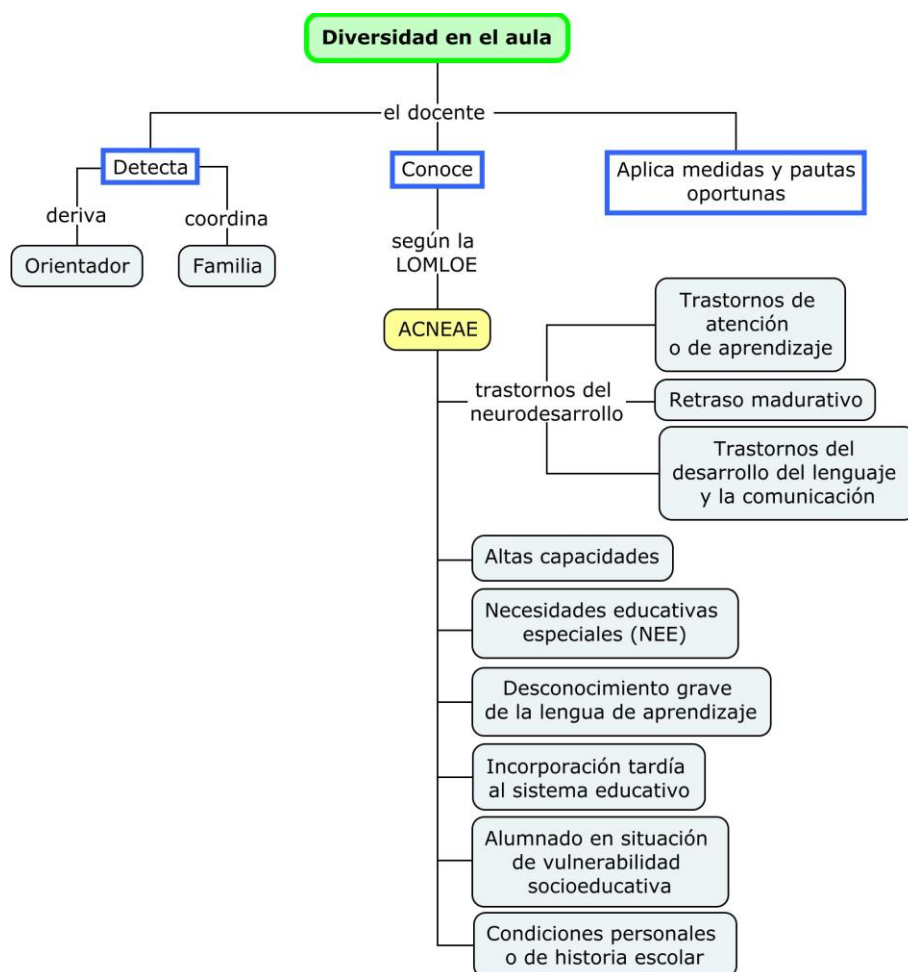 Diversidad en el aula
el docente
Detecta
Conoce
Aplica medidas y pautas
oportunas
deriva
coordina
Orientador
Familia
según la
LOMLOE
ACNEAE
trastornos del
neurodesarrollo
Trastornos de
atención
o de aprendizaje
Retraso madurativo
Trastornos del
desarrollo del lenguaje
y la comunicación
Altas capacidades
Necesidades educativas
especiales (NEE)
Desconocimiento grave
de la lengua de aprendizaje
Incorporación tardía
al sistema educativo
Alumnado en situación
de vulnerabilidad
socioeducativa
Condiciones personales
o de historia escolar